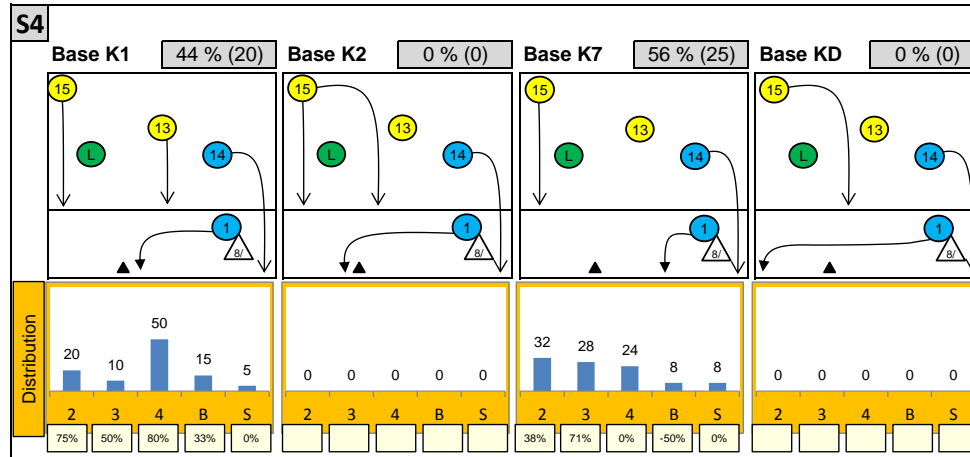 S4
Base K1 44 % (20) Base K2 0 % (0) Base K7 56 % (25) Base KD 0 % (0)
15 15 15 15
13 13 13 13
L 14 L 14 L 14 L 14
1 1 1 1
8/ 8/ 8/ 8/
Distribution
20 10 50 15 5 0 0 0 0 0 32 28 24 8 8 0 0 0 0 0
2 3 4 B S 2 3 4 B S 2 3 4 B S 2 3 4 B S
75% 50% 80% 33% 0% 38% 71% 0% -50% 0%